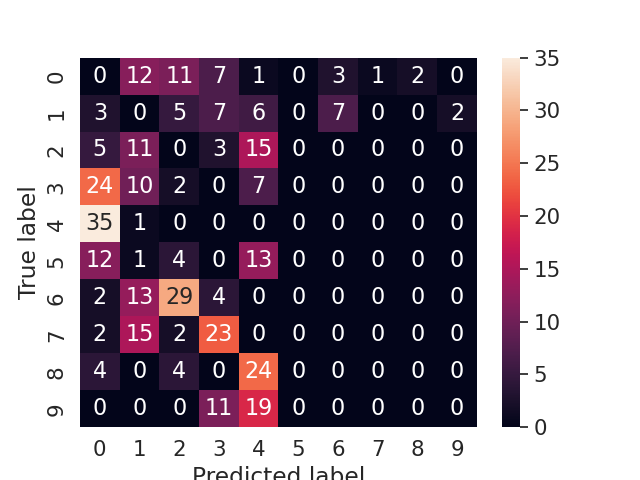 0 0 12 11 7 1 0 3 1 2 0
1 3 0 5 7 6 0 7 0 0 2
2 5 11 0 3 15 0 0 0 0 0
3 24 10 2 0 7 0 0 0 0 0
4 35 1 0 0 0 0 0 0 0 0
5 12 1 4 0 13 0 0 0 0 0
6 2 13 29 4 0 0 0 0 0 0
7 2 15 2 23 0 0 0 0 0 0
8 4 0 4 0 24 0 0 0 0 0
9 0 0 0 11 19 0 0 0 0 0
0 1 2 3 4 5 6 7 8 9
True label
Predicted label
35
30
25
20
15
10
5
0